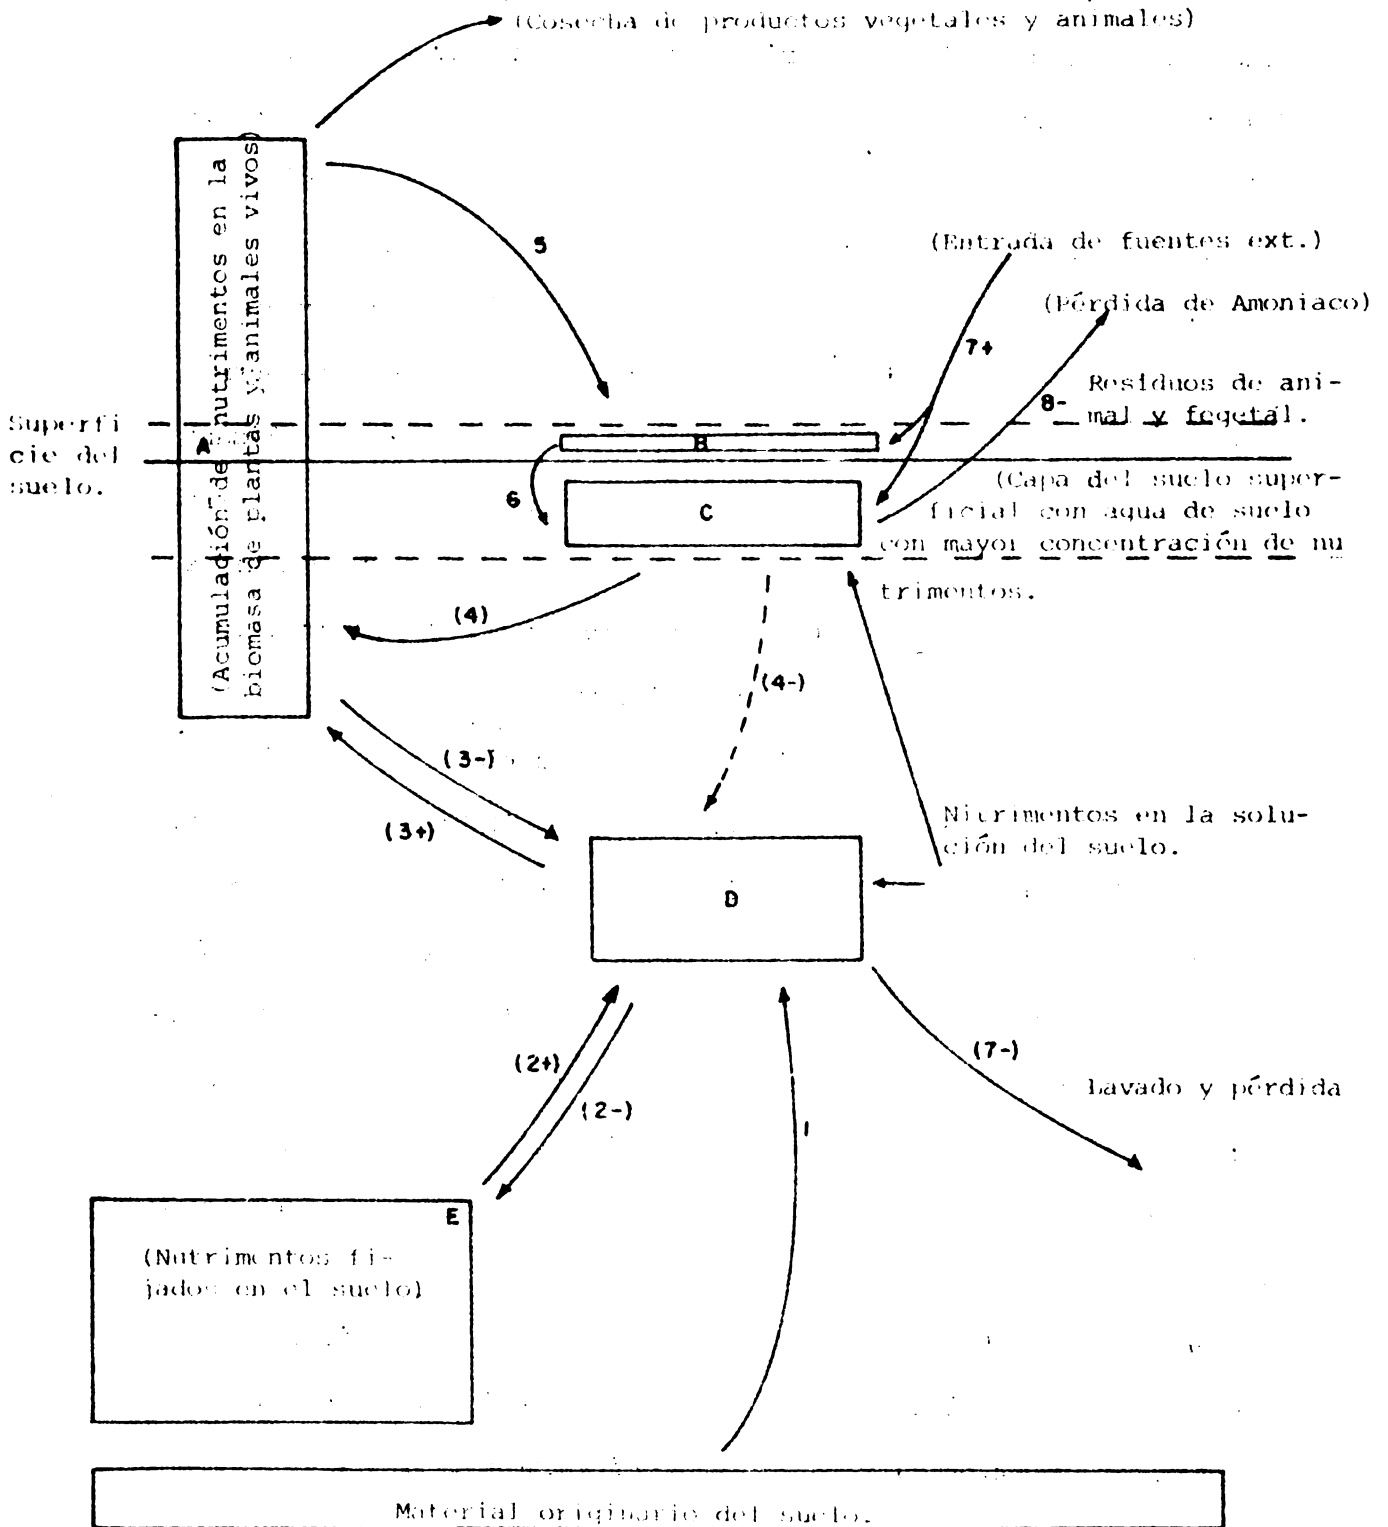 (Cosecha de productos vegetales y animales)
(Acumulación de nutrimentos en la
biomasa de plantas y animales vivos)
A
5
(Entrada de fuentes ext.)
(Pérdida de Amoniaco)
7+
8-
Residuos de ani-
mal y fegetal.
Superfi
cie del
suelo.
B
6
C
(Capa del suelo super-
ficial con agua de suelo
con mayor concentración de nu
trimentos.
(4)
(4-)
(3-)
(3+)
Nitrimentos en la solu-
ción del suelo.
D
(2+)
(2-)
1
(7-)
Lavado y pérdida
E
(Nutrimentos fi-
jados en el suelo)
Material originario del suelo.